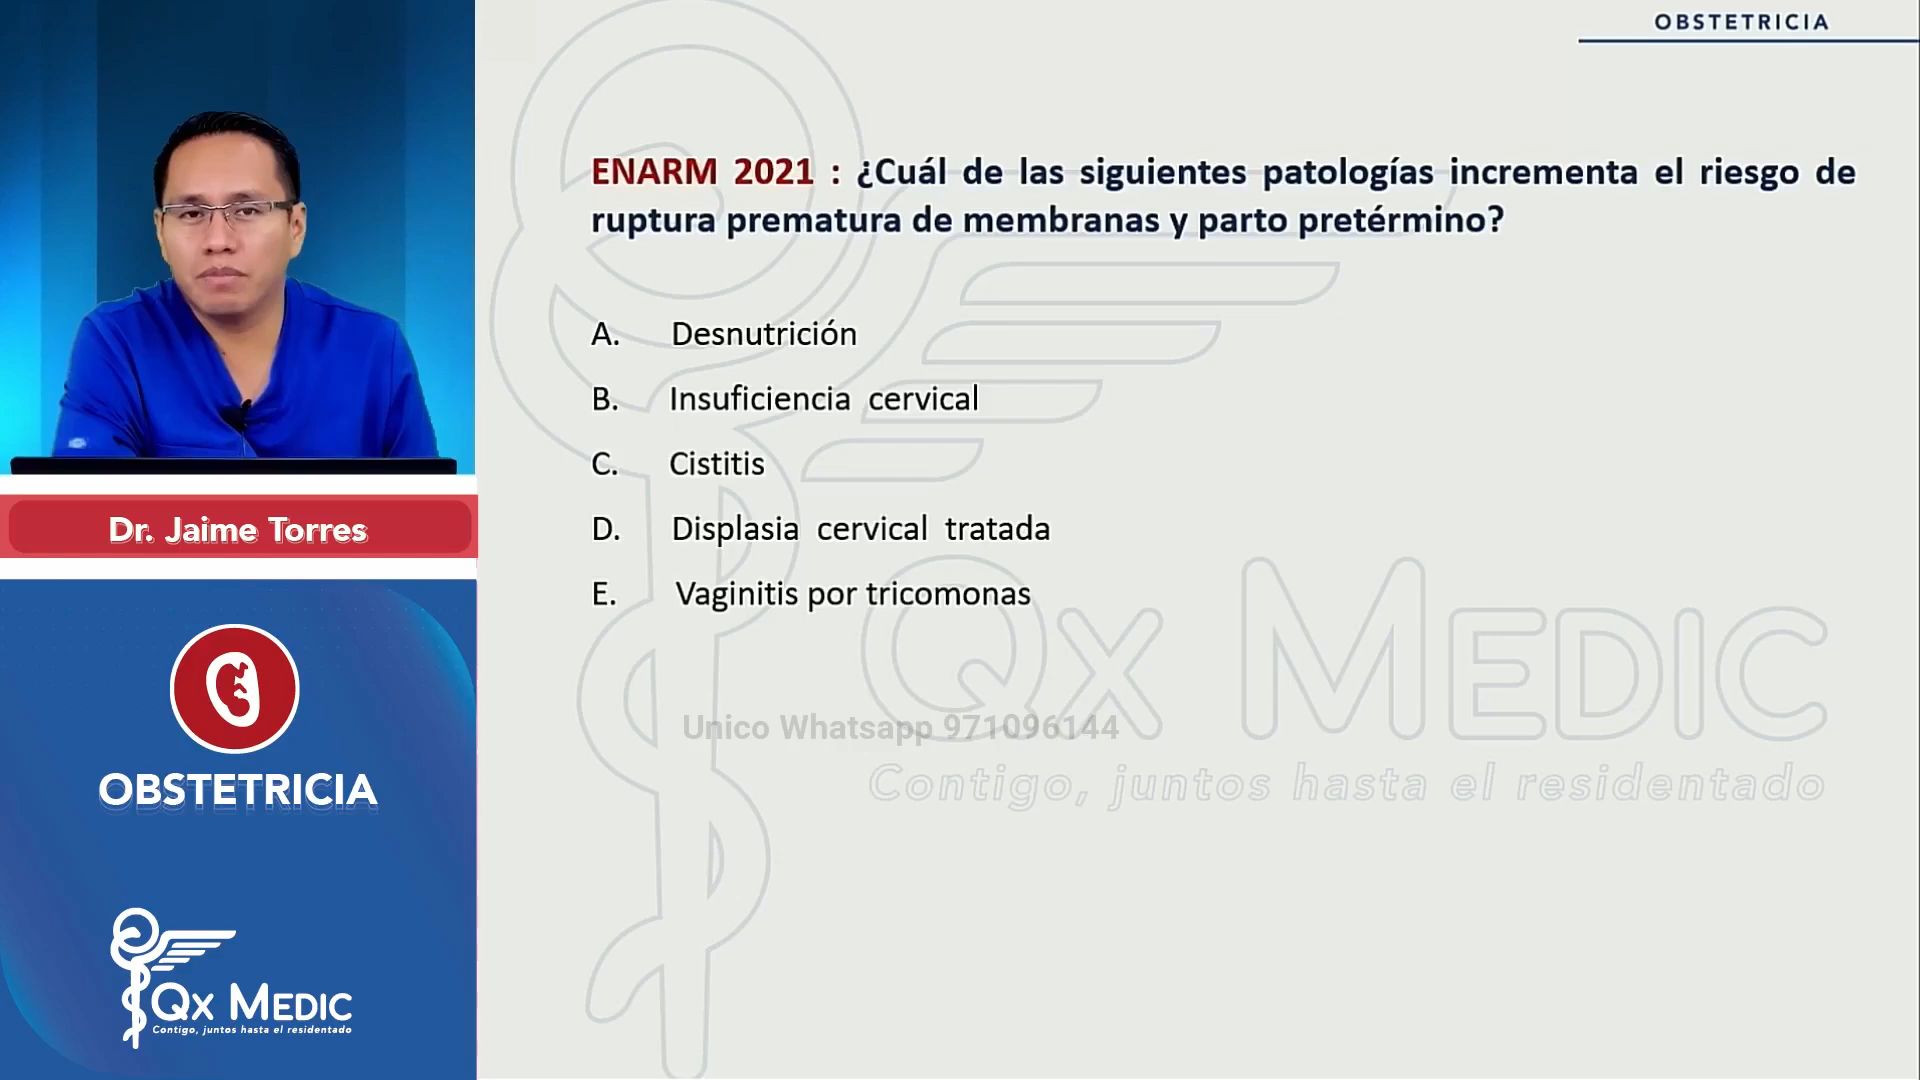 OBSTETRICIA
ENARM 2021 : ¿Cuál de las siguientes patologías incrementa el riesgo de
ruptura prematura de membranas y parto pretérmino?
A. Desnutrición
B. Insuficiencia cervical
C. Cistitis
D. Displasia cervical tratada
E. Vaginitis por tricomonas
Dr. Jaime Torres
OBSTETRICIA
QX MEDIC
Contigo, juntos hasta el residentado
Unico Whatsapp 971096144
QX MEDIC
Contigo, juntos hasta el residentado